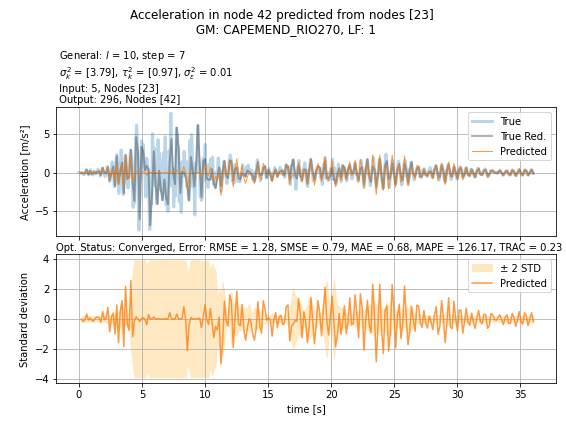 Acceleration in node 42 predicted from nodes [23]
GM: CAPEMEND_RIO270, LF: 1
General: l = 10, step = 7
σ²ₖ = [3.79], τ²ₖ = [0.97], σ²ₑ = 0.01
Input: 5, Nodes [23]
Output: 296, Nodes [42]
Acceleration [m/s²]
5
0
−5
True
True Red.
Predicted
Opt. Status: Converged, Error: RMSE = 1.28, SMSE = 0.79, MAE = 0.68, MAPE = 126.17, TRAC = 0.23
Standard deviation
4
2
0
−2
−4
± 2 STD
Predicted
0 5 10 15 20 25 30 35
time [s]